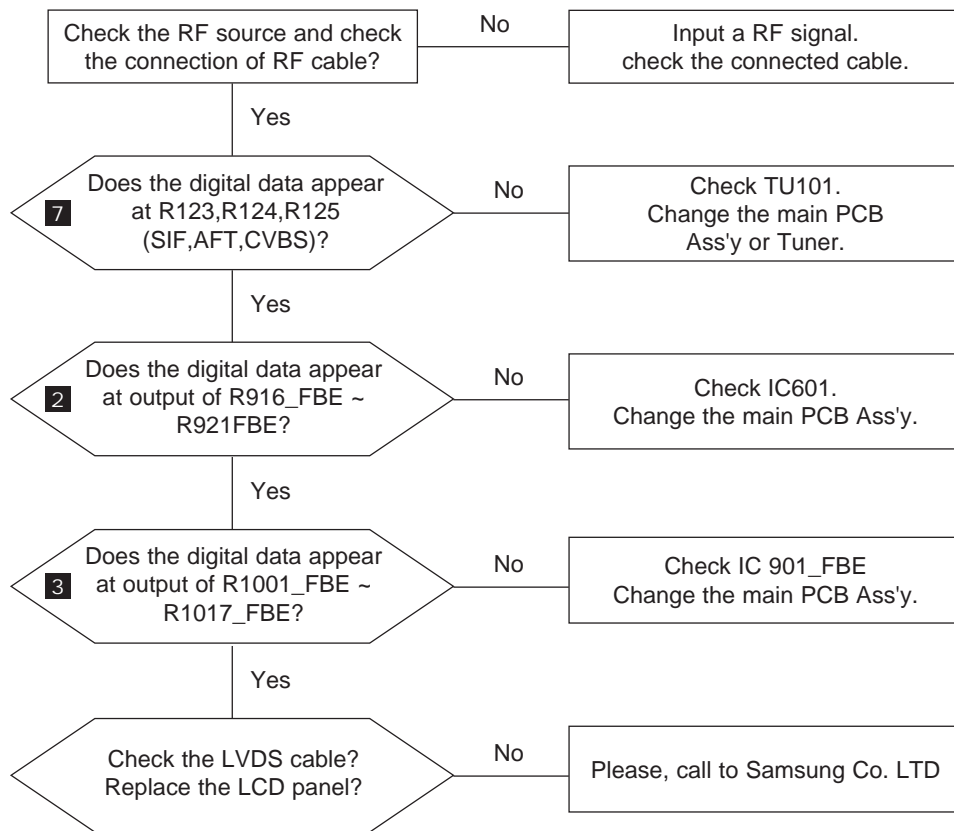 Check the RF source and check
the connection of RF cable?
No
Input a RF signal.
check the connected cable.
Yes
Does the digital data appear
7
at R123,R124,R125
(SIF,AFT,CVBS)?
No
Check TU101.
Change the main PCB
Ass'y or Tuner.
Yes
Does the digital data appear
2
at output of R916_FBE ~
R921FBE?
No
Check IC601.
Change the main PCB Ass'y.
Yes
Does the digital data appear
3
at output of R1001_FBE ~
R1017_FBE?
No
Check IC 901_FBE
Change the main PCB Ass'y.
Yes
Check the LVDS cable?
Replace the LCD panel?
No
Please, call to Samsung Co. LTD